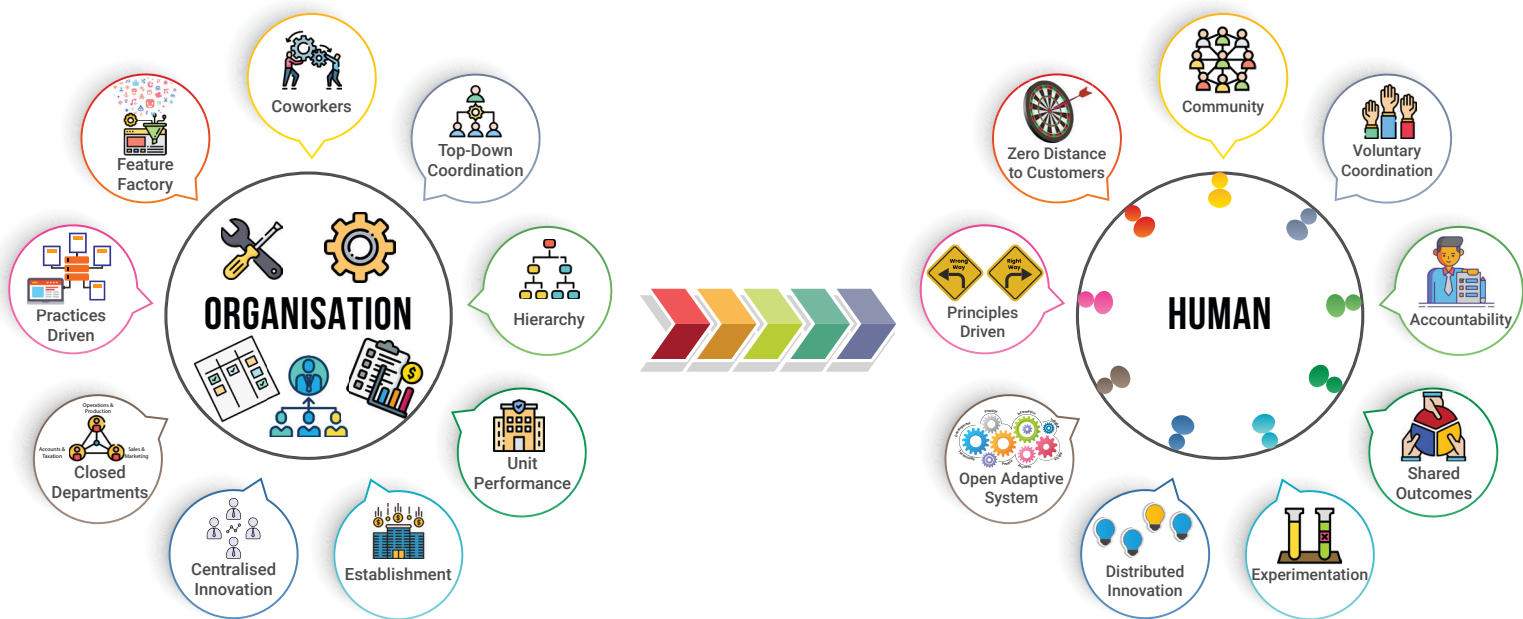 Coworkers
Top-Down
Coordination
Hierarchy
Unit
Performance
Establishment
Centralised
Innovation
Operations &
Production
Accounts &
Taxation
Sales &
Marketing
Closed
Departments
Practices
Driven
Feature
Factory
ORGANISATION
Community
Voluntary
Coordination
Accountability
Shared
Outcomes
Experimentation
Distributed
Innovation
Open Adaptive
System
Wrong
Way
Right
Way
Principles
Driven
Zero Distance
to Customers
HUMAN